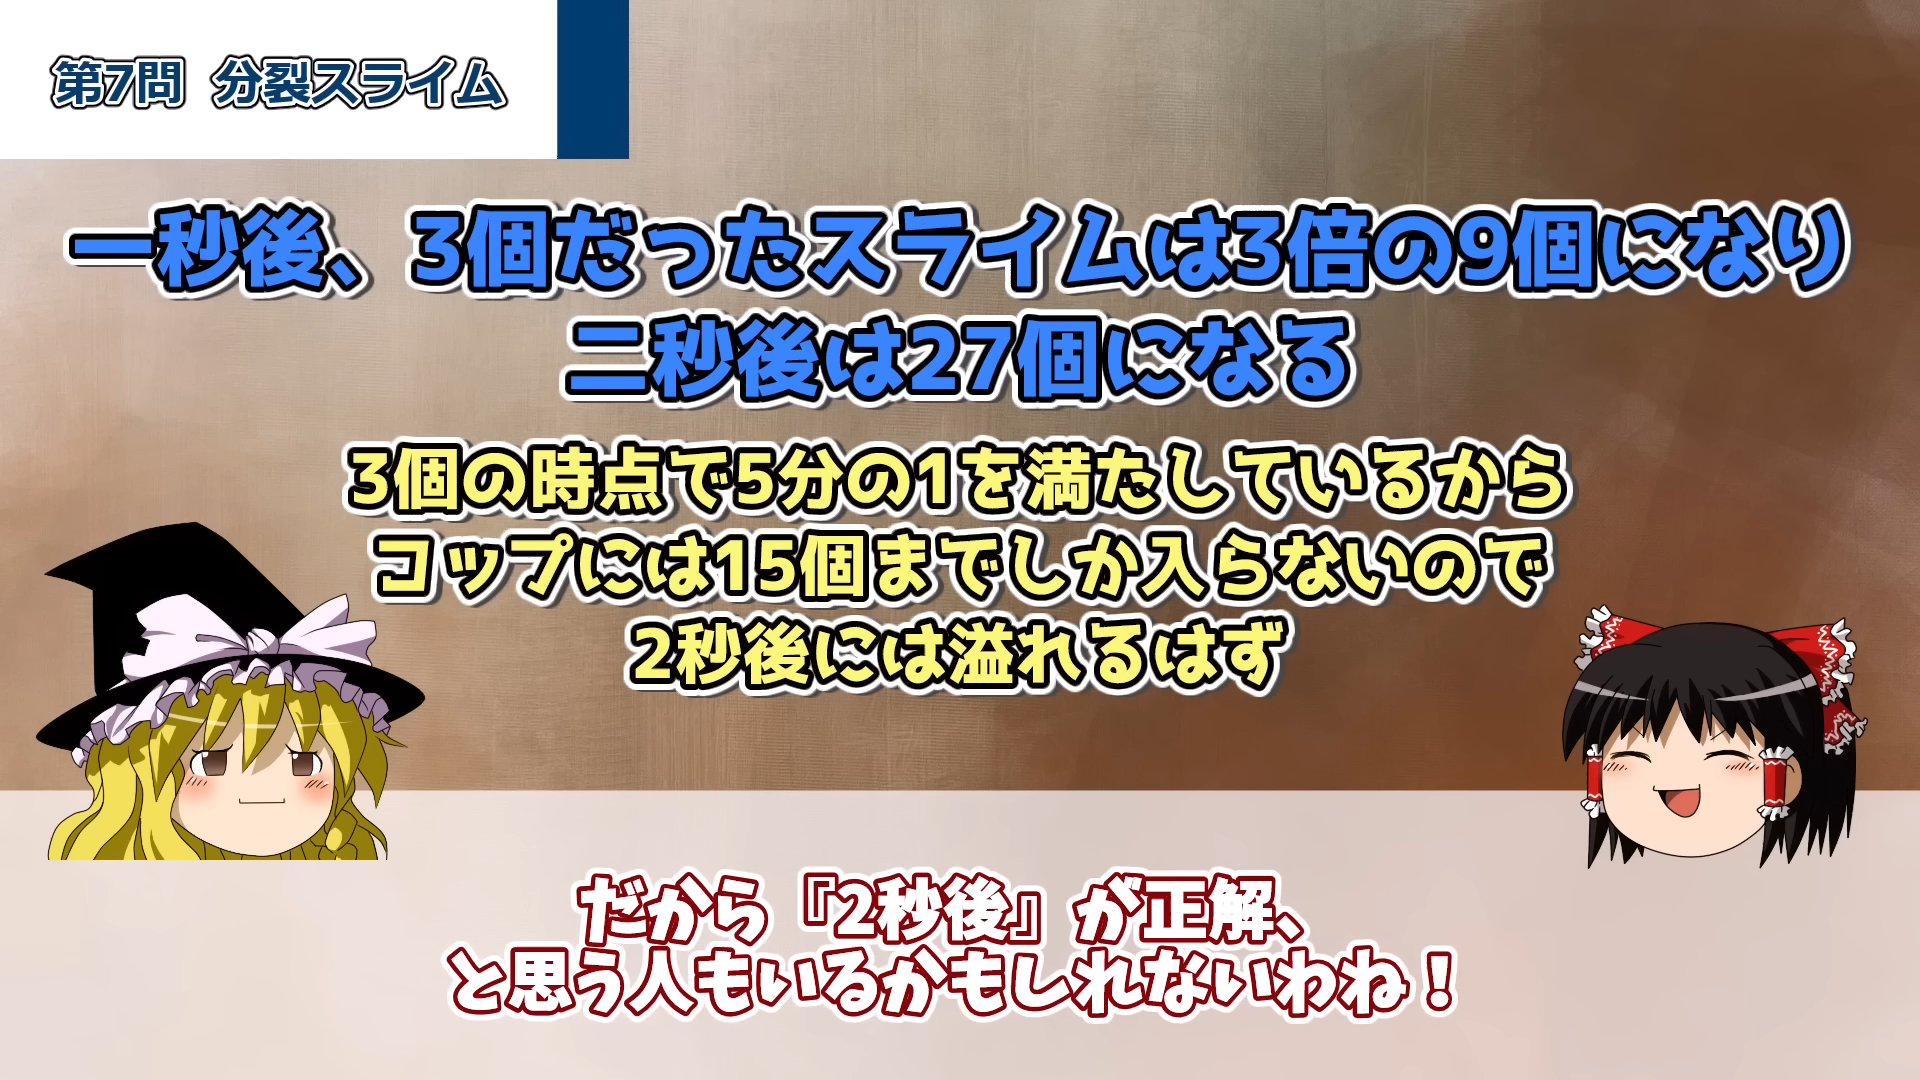 第7問 分裂スライム
一秒後、3個だったスライムは3倍の9個になり
二秒後は27個になる
3個の時点で5分の1を満たしているから
コップには15個までしか入らないので
2秒後には溢れるはず
だから『2秒後』が正解、
と思う人もいるかもしれないわね！